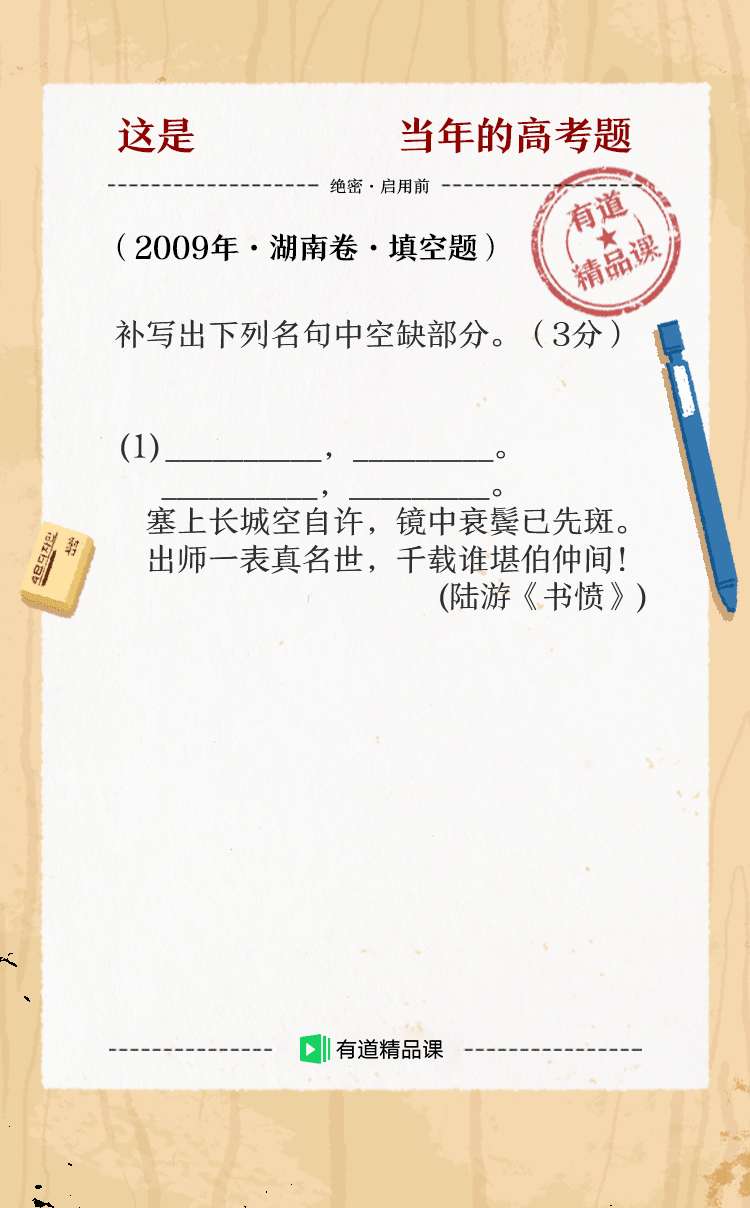 这是 当年的高考题
绝密·启用前
有道
精品课
（2009年·湖南卷·填空题）
补写出下列名句中空缺部分。（3分）
(1)__________，_________。
__________，_________。
塞上长城空自许，镜中衰鬓已先斑。
出师一表真名世，千载谁堪伯仲间！
(陆游《书愤》)
有道精品课